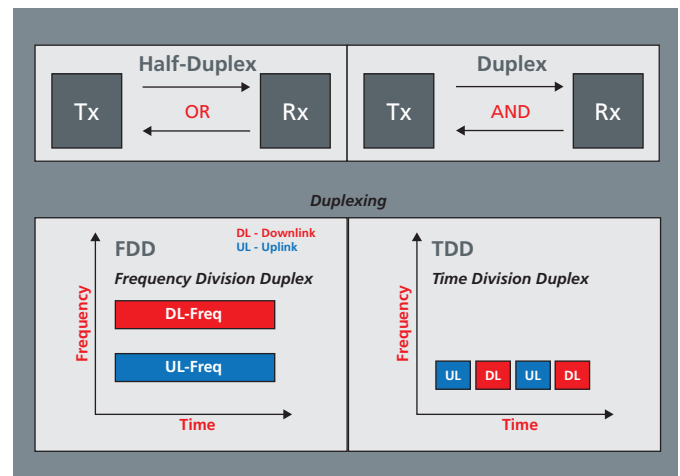 Half-Duplex
Tx
OR
Rx
Duplex
Tx
AND
Rx
Duplexing
FDD
DL - Downlink
UL - Uplink
Frequency Division Duplex
DL-Freq
UL-Freq
Frequency
Time
TDD
Time Division Duplex
UL DL UL DL
Frequency
Time